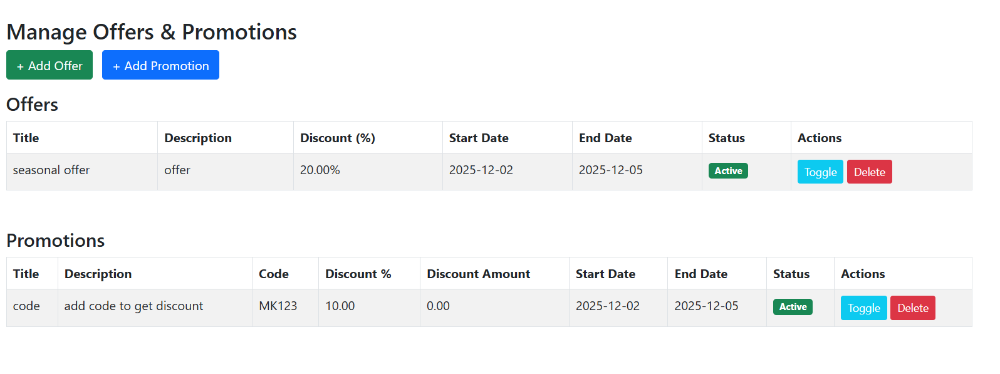 Manage Offers & Promotions
+ Add Offer + Add Promotion
Offers
Title Description Discount (%) Start Date End Date Status Actions
seasonal offer offer 20.00% 2025-12-02 2025-12-05 Active Toggle Delete
Promotions
Title Description Code Discount % Discount Amount Start Date End Date Status Actions
code add code to get discount MK123 10.00 0.00 2025-12-02 2025-12-05 Active Toggle Delete